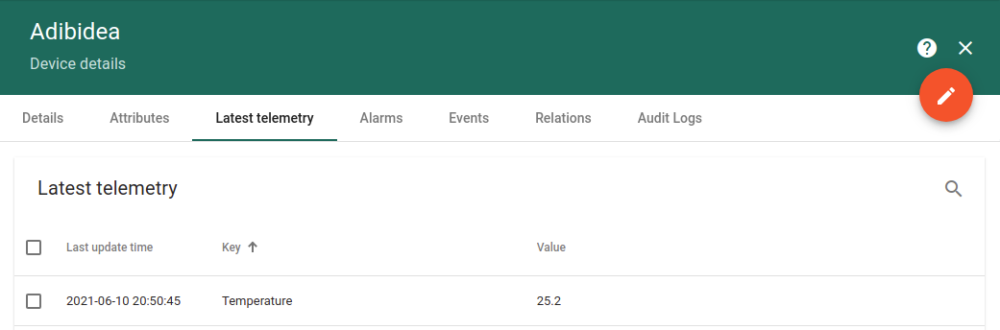 Adibidea
Device details
Details Attributes Latest telemetry Alarms Events Relations Audit Logs
Latest telemetry
Last update time Key Value
2021-06-10 20:50:45 Temperature 25.2